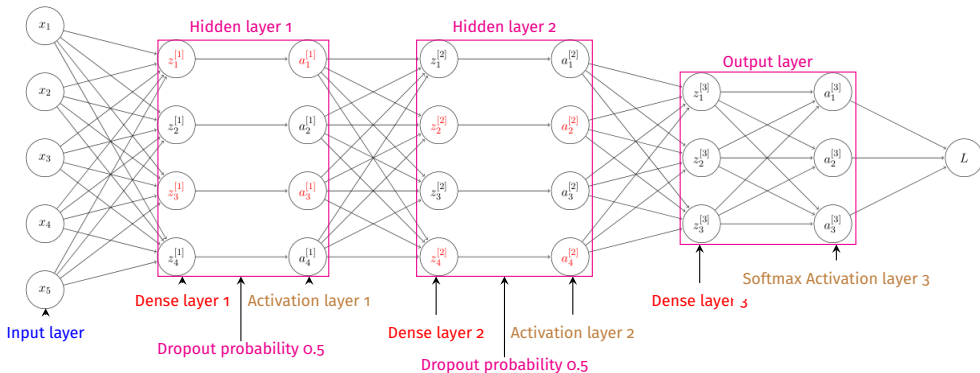 Hidden layer 1
Hidden layer 2
Output layer
x₁
x₂
x₃
x₄
x₅
z₁^[1]
z₂^[1]
z₃^[1]
z₄^[1]
a₁^[1]
a₂^[1]
a₃^[1]
a₄^[1]
z₁^[2]
z₂^[2]
z₃^[2]
z₄^[2]
a₁^[2]
a₂^[2]
a₃^[2]
a₄^[2]
z₁^[3]
z₂^[3]
z₃^[3]
a₁^[3]
a₂^[3]
a₃^[3]
L
Input layer
Dense layer 1
Activation layer 1
Dropout probability 0.5
Dense layer 2
Activation layer 2
Dropout probability 0.5
Dense layer 3
Softmax Activation layer 3